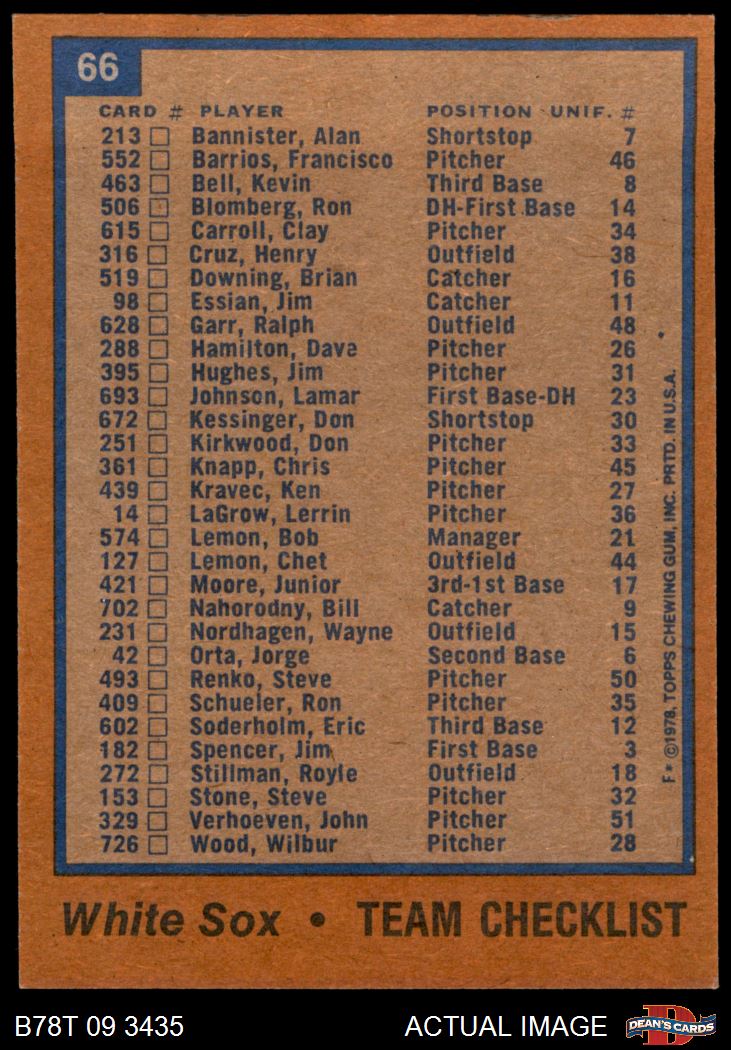 66
CARD # PLAYER POSITION UNIF. #
213 Bannister, Alan Shortstop 7
552 Barrios, Francisco Pitcher 46
463 Bell, Kevin Third Base 8
506 Blomberg, Ron DH-First Base 14
615 Carroll, Clay Pitcher 34
316 Cruz, Henry Outfield 38
519 Downing, Brian Catcher 16
98 Essian, Jim Catcher 11
628 Garr, Ralph Outfield 48
288 Hamilton, Dave Pitcher 26
395 Hughes, Jim Pitcher 31
693 Johnson, Lamar First Base-DH 23
672 Kessinger, Don Shortstop 30
251 Kirkwood, Don Pitcher 33
361 Knapp, Chris Pitcher 45
439 Kravec, Ken Pitcher 27
14 LaGrow, Lerrin Pitcher 36
574 Lemon, Bob Manager 21
127 Lemon, Chet Outfield 44
421 Moore, Junior 3rd-1st Base 17
702 Nahorodny, Bill Catcher 9
231 Nordhagen, Wayne Outfield 15
42 Orta, Jorge Second Base 6
493 Renko, Steve Pitcher 50
409 Schueler, Ron Pitcher 35
602 Soderholm, Eric Third Base 12
182 Spencer, Jim First Base 3
272 Stillman, Royle Outfield 18
153 Stone, Steve Pitcher 32
329 Verhoeven, John Pitcher 51
726 Wood, Wilbur Pitcher 28
F* ©1978, TOPPS CHEWING GUM, INC. PRTD. IN U.S.A.
White Sox • TEAM CHECKLIST
B78T 09 3435 ACTUAL IMAGE
D
DEAN'S CARDS